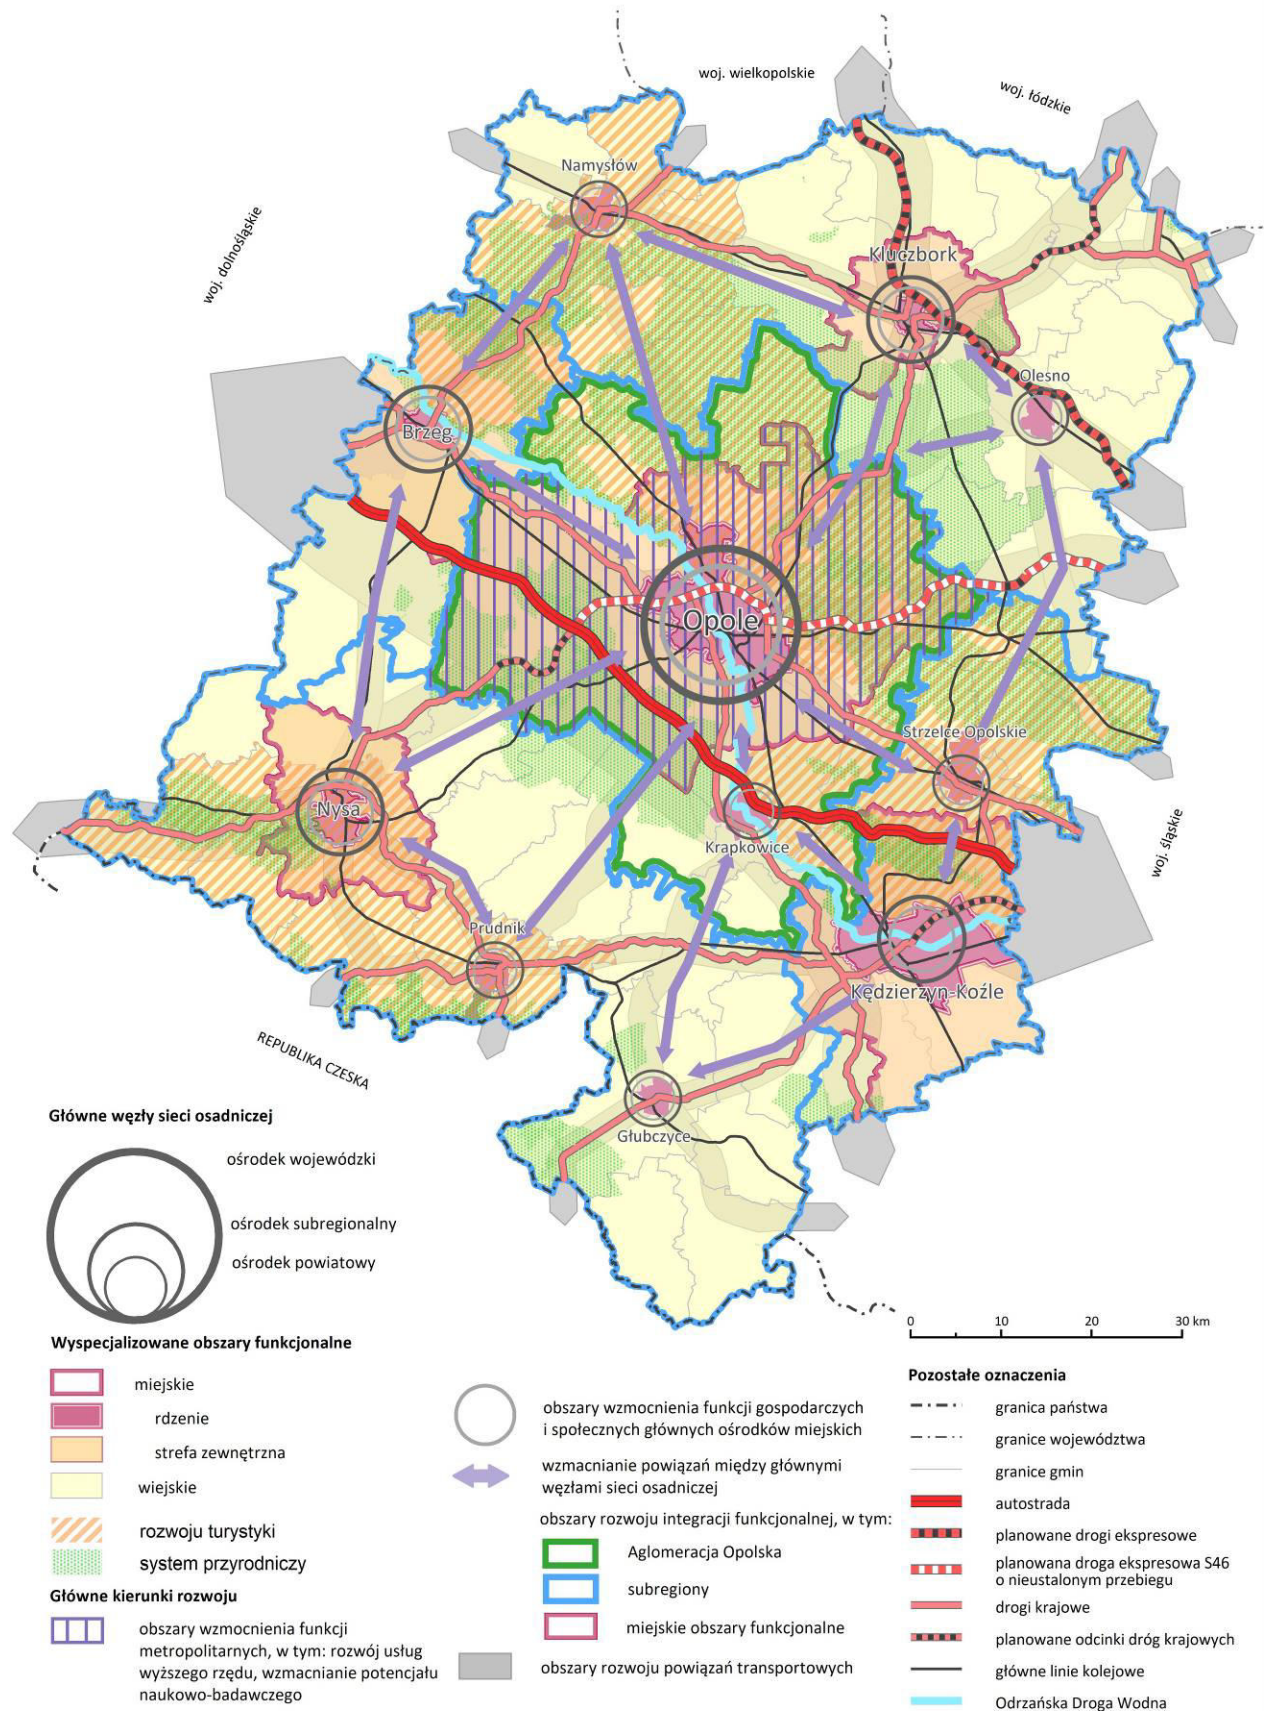 woj. wielkopolskie
woj. łódzkie
Namysłów
woj. dolnośląskie
Kluczbork
Olesno
Brzeg
Opole
Strzelce Opolskie
Nysa
Krapkowice
woj. śląskie
Prudnik
Kędzierzyn-Koźle
REPUBLIKA CZESKA
Głubczyce
Główne węzły sieci osadniczej
ośrodek wojewódzki
ośrodek subregionalny
ośrodek powiatowy
Wyspecjalizowane obszary funkcjonalne
miejskie
rdzenie
strefa zewnętrzna
wiejskie
rozwoju turystyki
system przyrodniczy
Główne kierunki rozwoju
obszary wzmocnienia funkcji
metropolitarnych, w tym: rozwój usług
wyższego rzędu, wzmacnianie potencjału
naukowo-badawczego
obszary wzmocnienia funkcji gospodarczych
i społecznych głównych ośrodków miejskich
wzmacnianie powiązań między głównymi
węzłami sieci osadniczej
obszary rozwoju integracji funkcjonalnej, w tym:
Aglomeracja Opolska
subregiony
miejskie obszary funkcjonalne
obszary rozwoju powiązań transportowych
0 10 20 30 km
Pozostałe oznaczenia
granica państwa
granice województwa
granice gmin
autostrada
planowane drogi ekspresowe
planowana droga ekspresowa S46
o nieustalonym przebiegu
drogi krajowe
planowane odcinki dróg krajowych
główne linie kolejowe
Odrzańska Droga Wodna